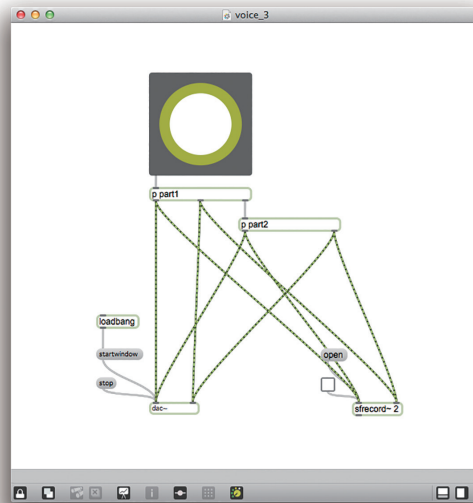 voice_3
p part1
p part2
loadbang
startwindow
open
stop
dac~
sfrecord~ 2